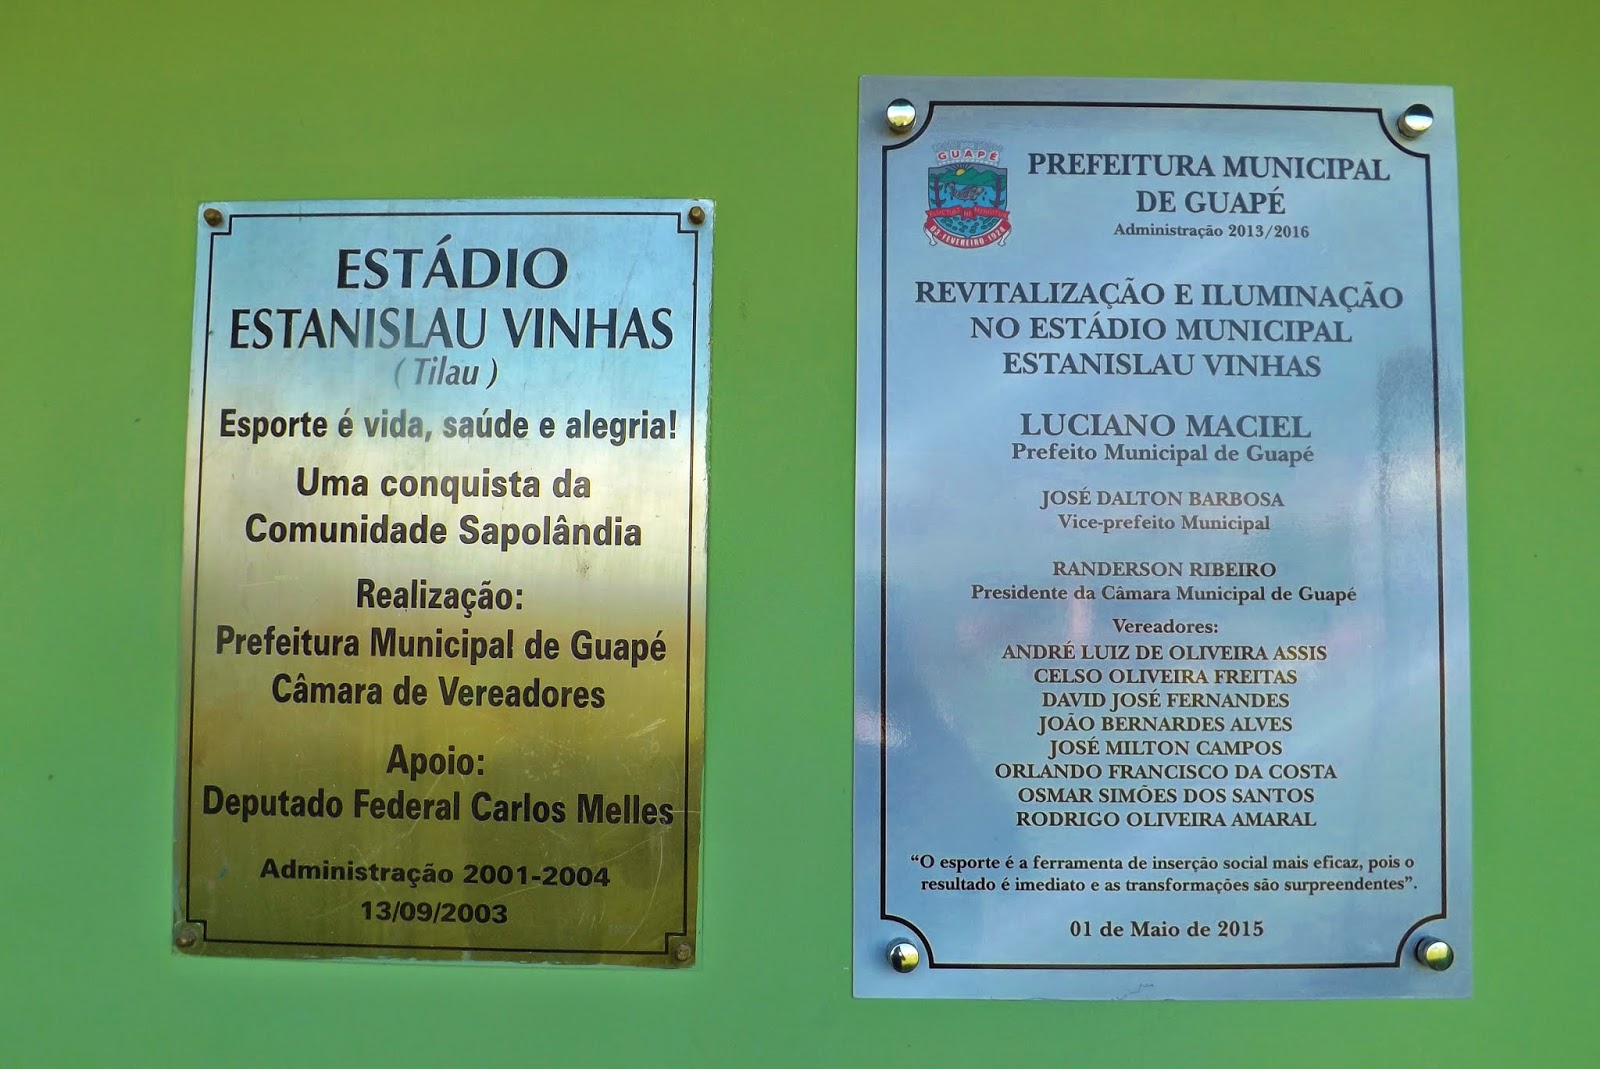 ESTÁDIO
ESTANISLAU VINHAS
( Tilau )
Esporte é vida, saúde e alegria!
Uma conquista da
Comunidade Sapolândia
Realização:
Prefeitura Municipal de Guapé
Câmara de Vereadores
Apoio:
Deputado Federal Carlos Melles
Administração 2001-2004
13/09/2003
GUAPÉ
03 FEVEREIRO 1924
PREFEITURA MUNICIPAL
DE GUAPÉ
Administração 2013/2016
REVITALIZAÇÃO E ILUMINAÇÃO
NO ESTÁDIO MUNICIPAL
ESTANISLAU VINHAS
LUCIANO MACIEL
Prefeito Municipal de Guapé
JOSÉ DALTON BARBOSA
Vice-prefeito Municipal
RANDERSON RIBEIRO
Presidente da Câmara Municipal de Guapé
Vereadores:
ANDRÉ LUIZ DE OLIVEIRA ASSIS
CELSO OLIVEIRA FREITAS
DAVID JOSÉ FERNANDES
JOÃO BERNARDES ALVES
JOSÉ MILTON CAMPOS
ORLANDO FRANCISCO DA COSTA
OSMAR SIMÕES DOS SANTOS
RODRIGO OLIVEIRA AMARAL
“O esporte é a ferramenta de inserção social mais eficaz, pois o
resultado é imediato e as transformações são surpreendentes”.
01 de Maio de 2015